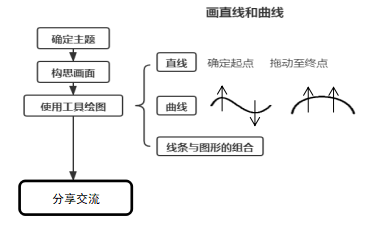 画直线和曲线
确定主题
构思画面
使用工具绘图
直线 确定起点 拖动至终点
曲线
线条与图形的组合
分享交流